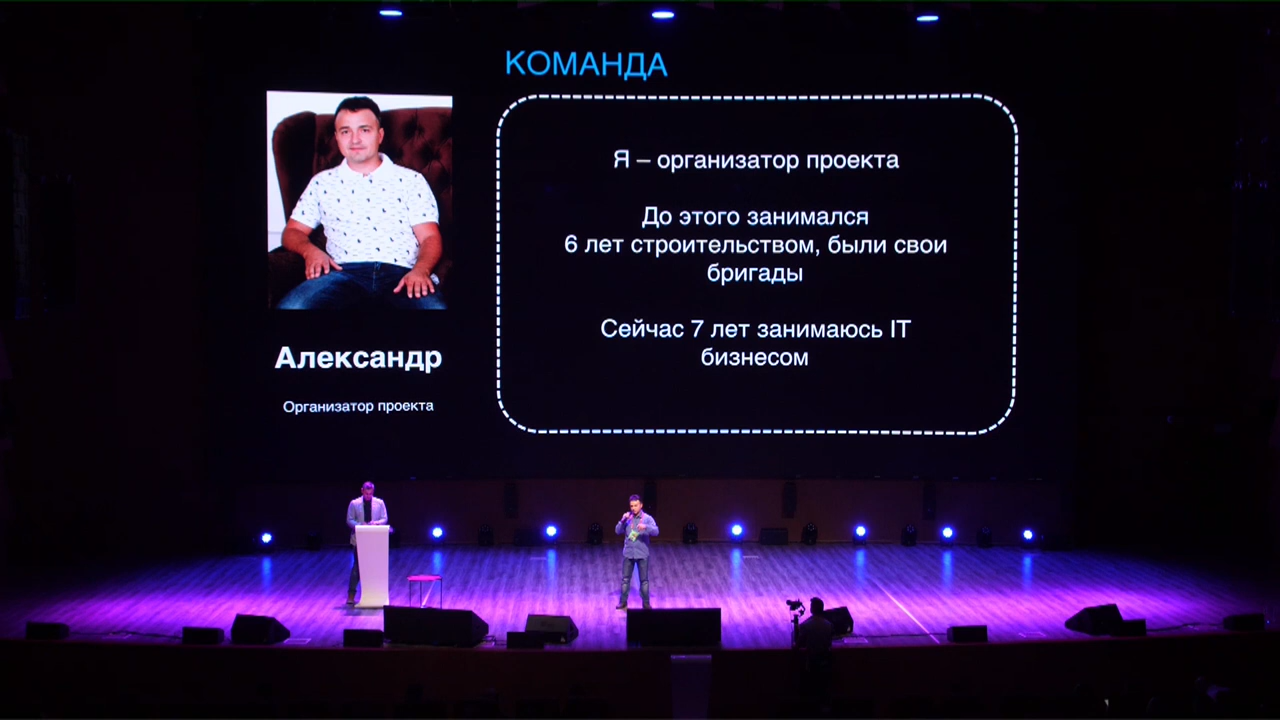 КОМАНДА
Я – организатор проекта
До этого занимался
6 лет строительством, были свои
бригады
Сейчас 7 лет занимаюсь IT
бизнесом
Александр
Организатор проекта